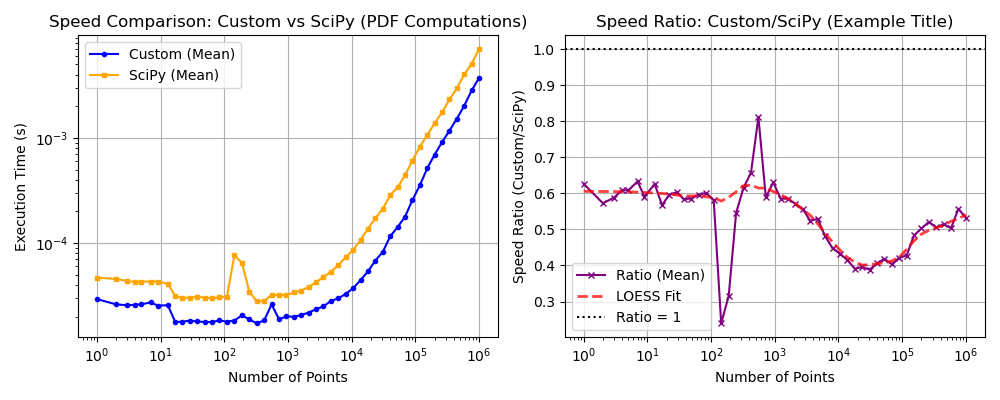 Speed Comparison: Custom vs SciPy (PDF Computations)
Custom (Mean)
SciPy (Mean)
10⁻³
10⁻⁴
Execution Time (s)
10⁰ 10¹ 10² 10³ 10⁴ 10⁵ 10⁶
Number of Points
Speed Ratio: Custom/SciPy (Example Title)
1.0
0.9
0.8
0.7
0.6
0.5
0.4
0.3
Speed Ratio (Custom/SciPy)
Ratio (Mean)
LOESS Fit
Ratio = 1
10⁰ 10¹ 10² 10³ 10⁴ 10⁵ 10⁶
Number of Points